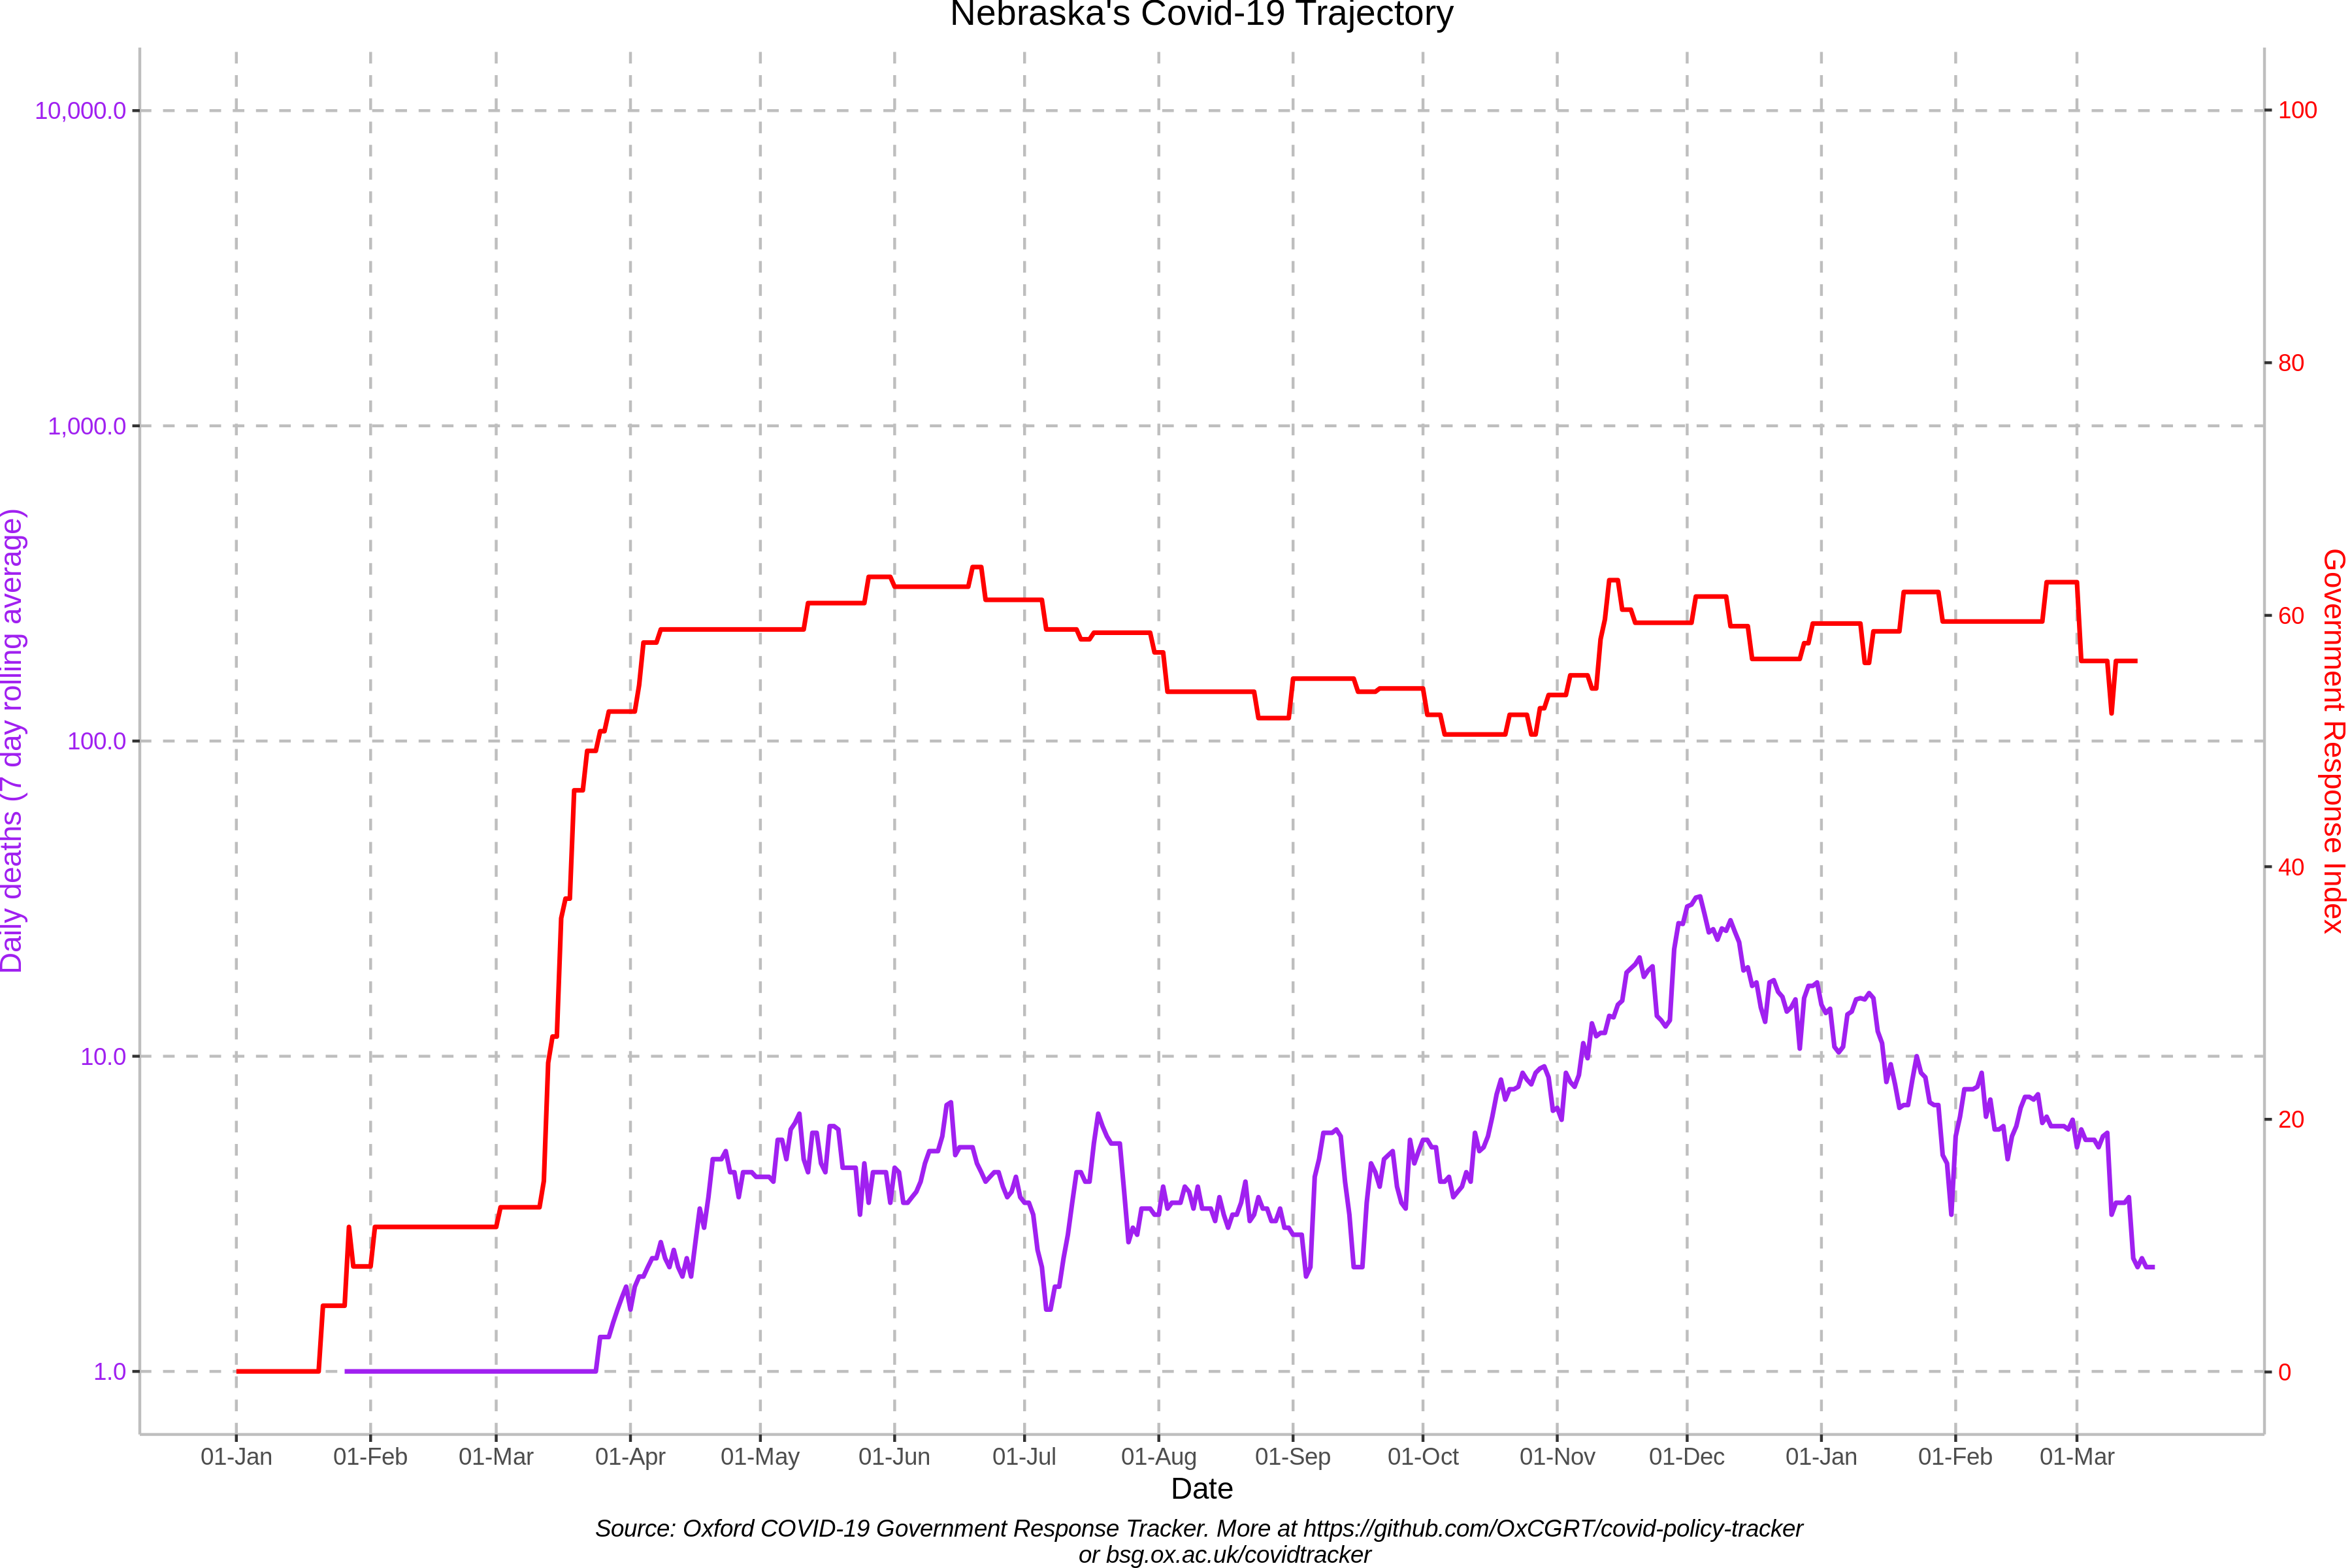 Nebraska's Covid-19 Trajectory
10,000.0
1,000.0
100.0
10.0
1.0
Daily deaths (7 day rolling average)
100
80
60
40
20
0
Government Response Index
01-Jan 01-Feb 01-Mar 01-Apr 01-May 01-Jun 01-Jul 01-Aug 01-Sep 01-Oct 01-Nov 01-Dec 01-Jan 01-Feb 01-Mar
Date
Source: Oxford COVID-19 Government Response Tracker. More at https://github.com/OxCGRT/covid-policy-tracker
or bsg.ox.ac.uk/covidtracker